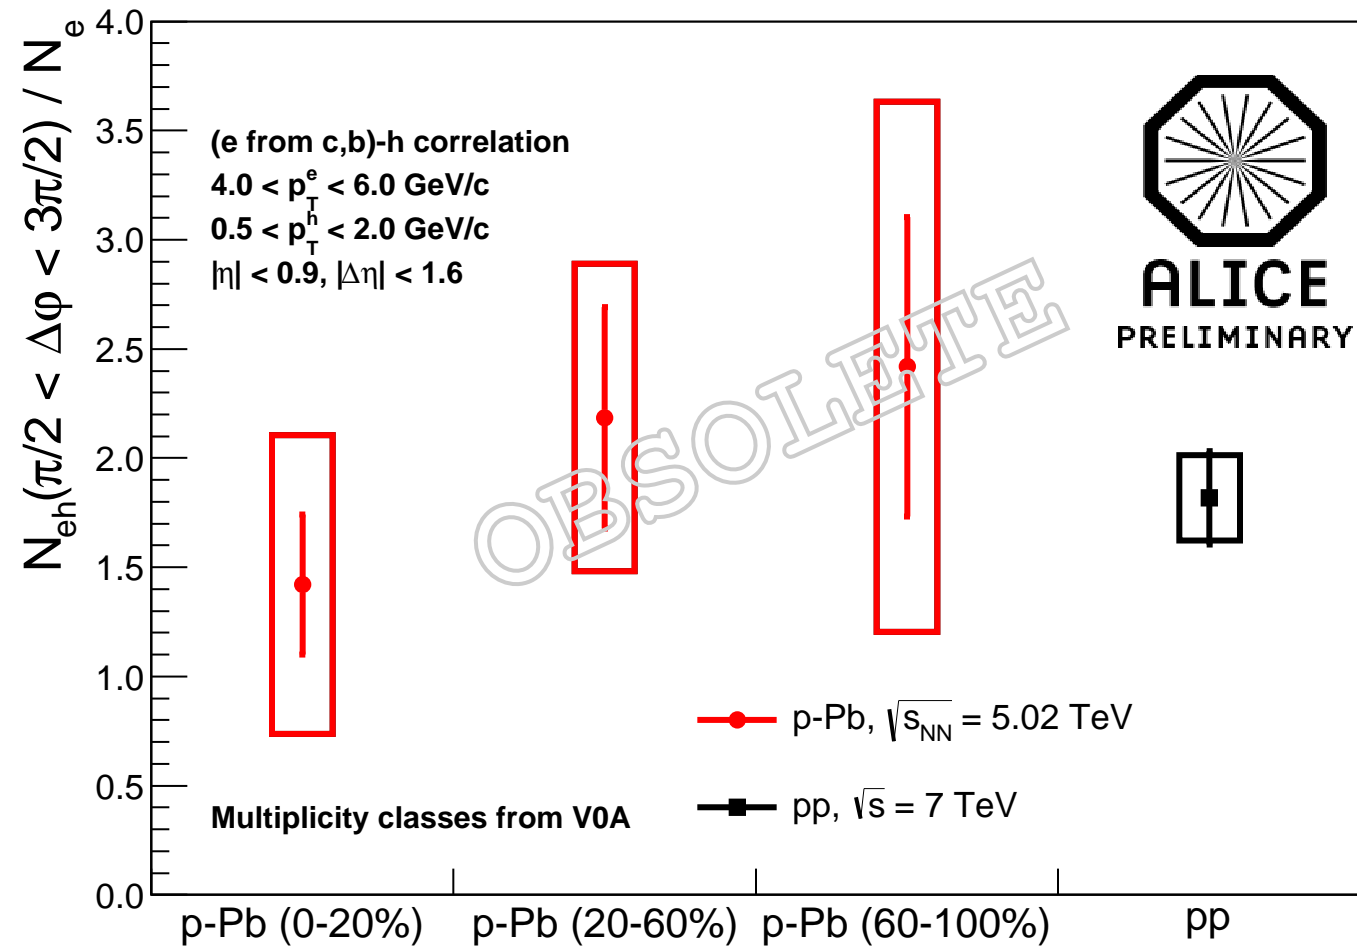 N_eh(π/2 < Δφ < 3π/2) / N_e
4.0
3.5
3.0
2.5
2.0
1.5
1.0
0.5
0.0
(e from c,b)-h correlation
4.0 < p_T^e < 6.0 GeV/c
0.5 < p_T^h < 2.0 GeV/c
|η| < 0.9, |Δη| < 1.6
ALICE
PRELIMINARY
OBSOLETE
p-Pb, √s_NN = 5.02 TeV
pp, √s = 7 TeV
Multiplicity classes from V0A
p-Pb (0-20%) p-Pb (20-60%) p-Pb (60-100%) pp